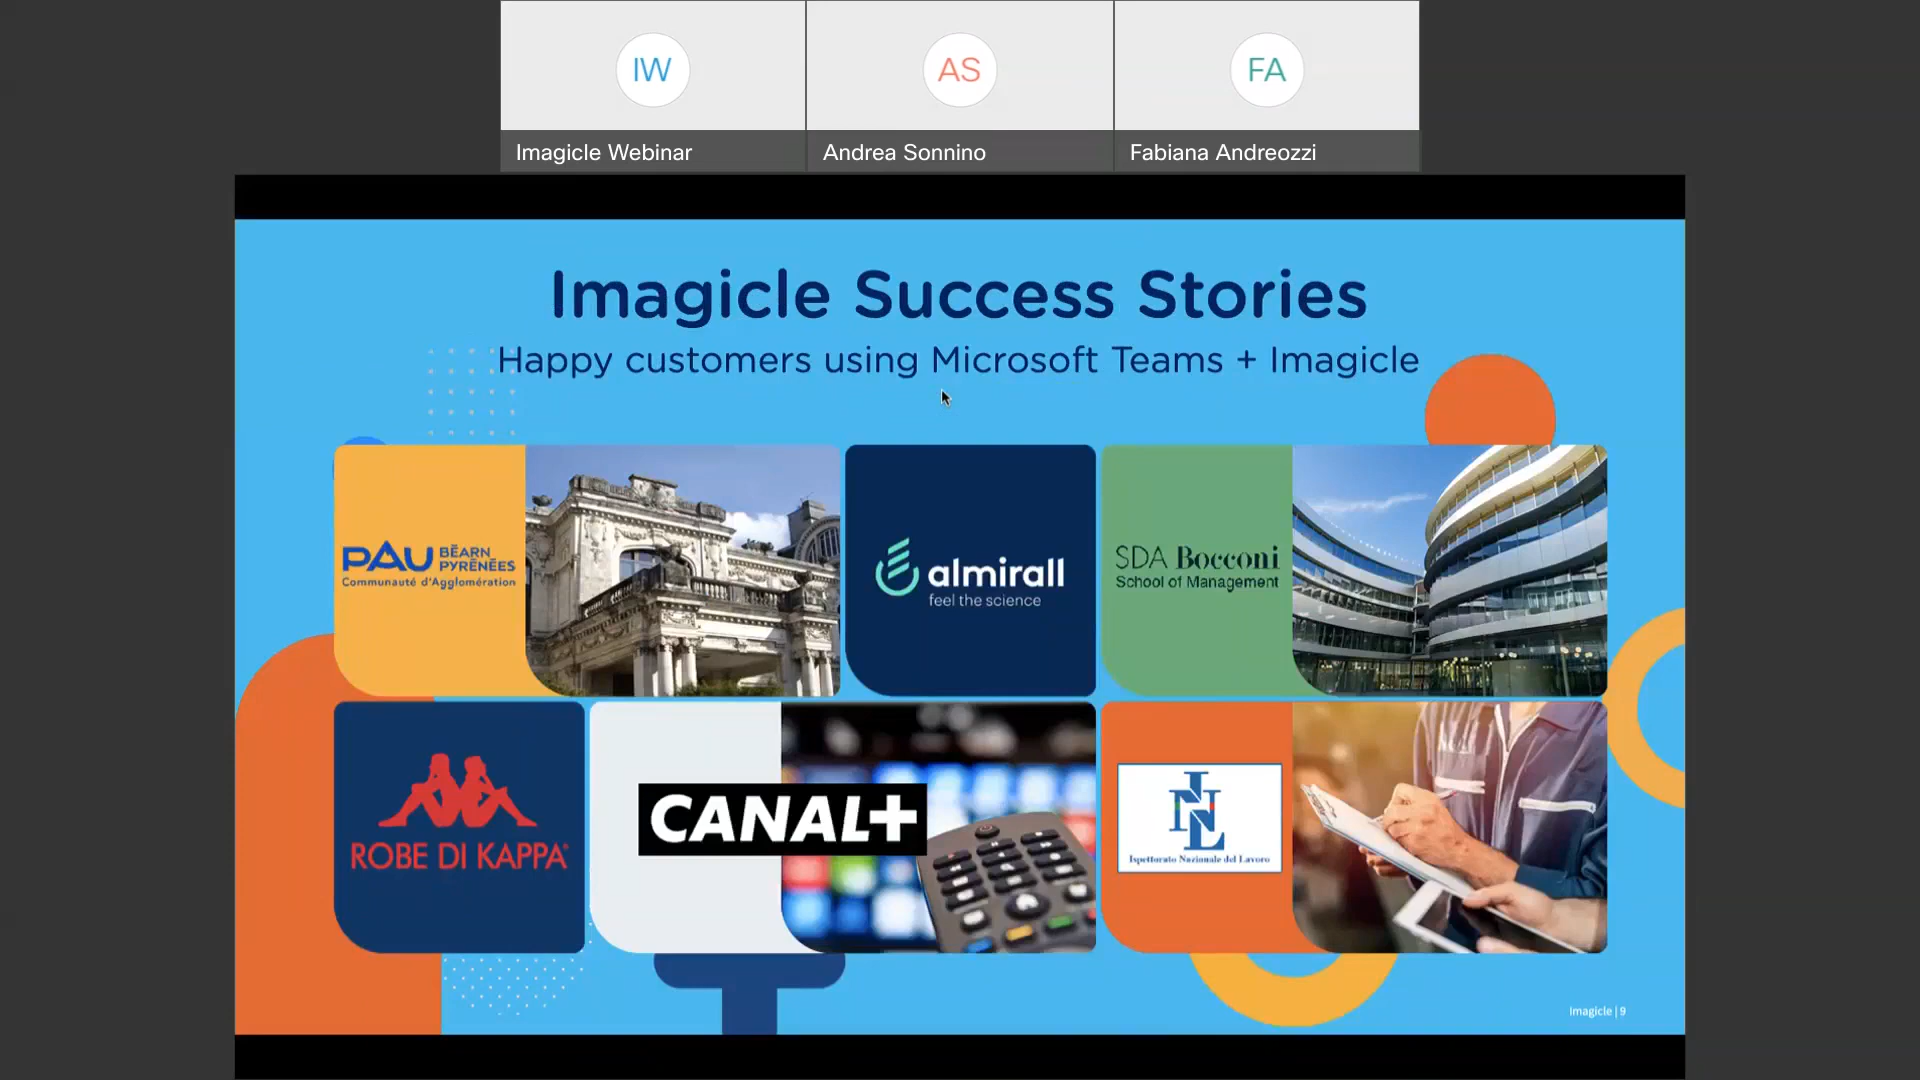 IW
AS
FA
Imagicle Webinar
Andrea Sonnino
Fabiana Andreozzi
Imagicle Success Stories
Happy customers using Microsoft Teams + Imagicle
PAU BĒARN
PYRĒNĒES
Communauté d'Agglomération
almirall
feel the science
SDA Bocconi
School of Management
ROBE DI KAPPA®
CANAL+
INL
Ispettorato Nazionale del Lavoro
Imagicle | 9